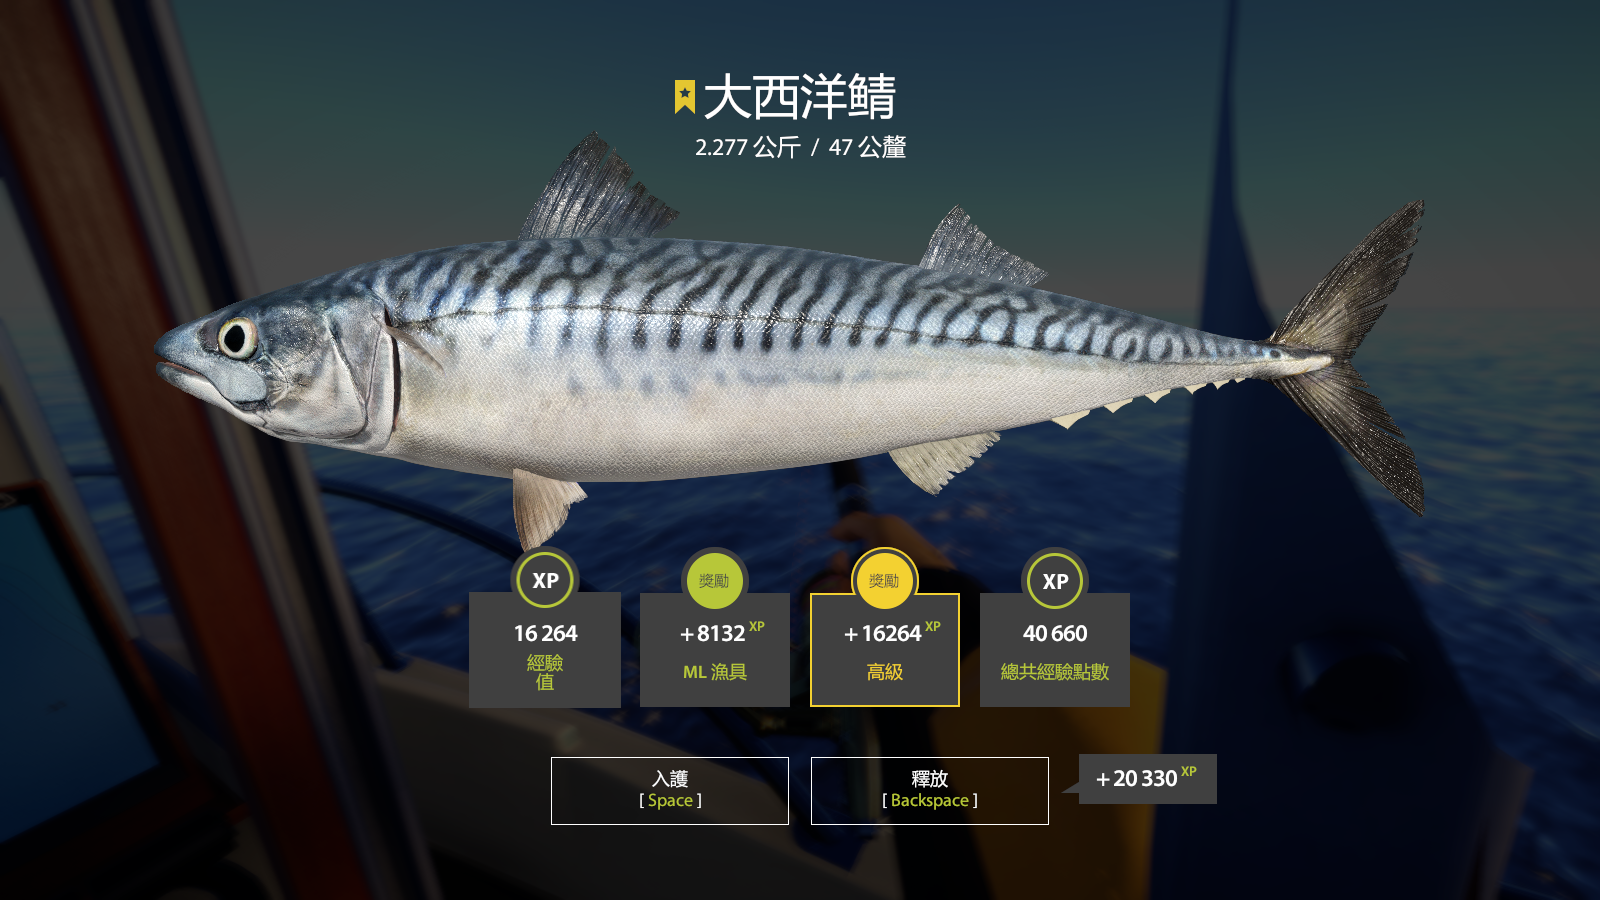 大西洋鲭
2.277 公斤 / 47 公釐
XP
16 264
經驗
值
獎勵
+8132 XP
ML 漁具
獎勵
+16264 XP
高級
XP
40 660
總共經驗點數
入護
[ Space ]
釋放
[ Backspace ]
+20 330 XP